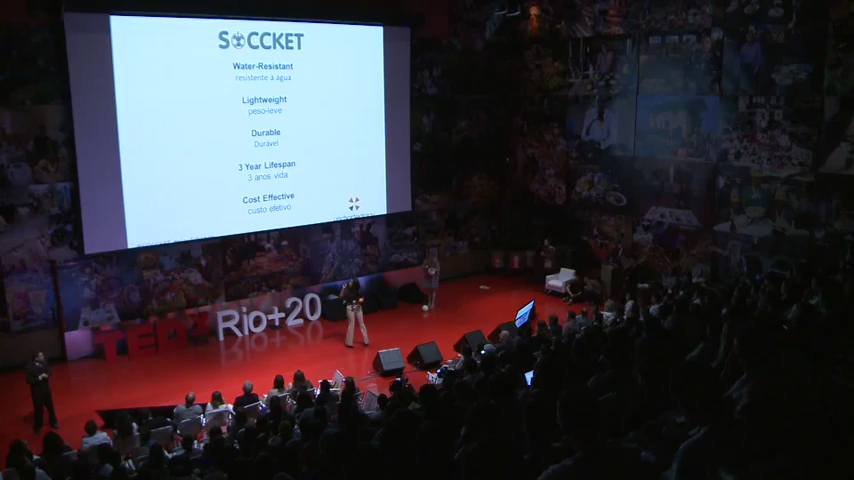 SOCCKET
Water-Resistant
resistente à água
Lightweight
peso-leve
Durable
Durável
3 Year Lifespan
3 anos vida
Cost Effective
custo efetivo
TEDx Rio+20